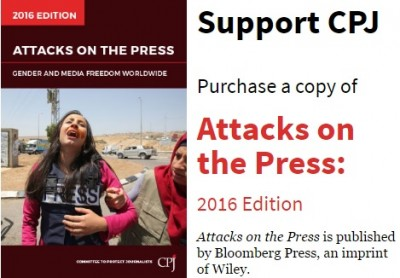 2016 EDITION
ATTACKS ON THE PRESS
GENDER AND MEDIA FREEDOM WORLDWIDE
PRESS
COMMITTEE TO PROTECT JOURNALISTS
CPJ
Support CPJ
Purchase a copy of
Attacks on
the Press:
2016 Edition
Attacks on the Press is published
by Bloomberg Press, an imprint
of Wiley.